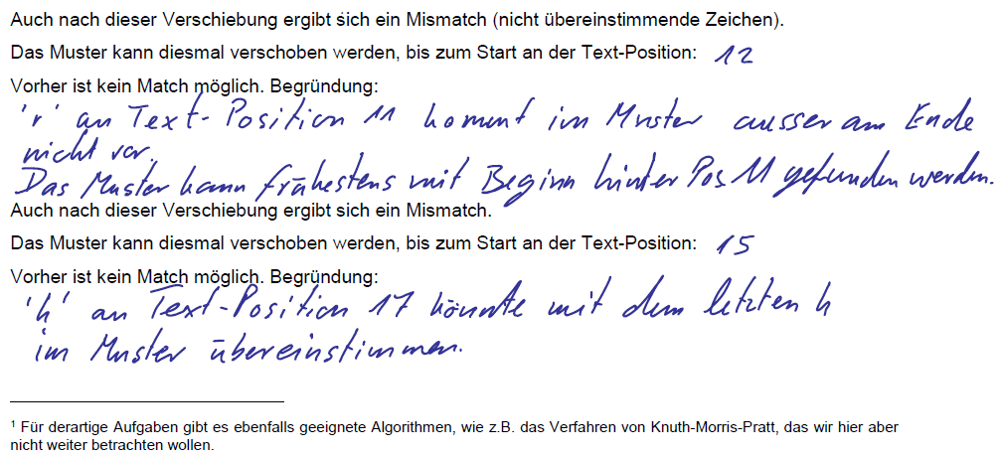 Auch nach dieser Verschiebung ergibt sich ein Mismatch (nicht übereinstimmende Zeichen).
Das Muster kann diesmal verschoben werden, bis zum Start an der Text-Position: 12
Vorher ist kein Match möglich. Begründung:
'r' an Text-Position 11 kommt im Muster ausser am Ende
nicht vor.
Das Muster kann frühestens mit Beginn hinter Pos 11 gefunden werden.
Auch nach dieser Verschiebung ergibt sich ein Mismatch.
Das Muster kann diesmal verschoben werden, bis zum Start an der Text-Position: 15
Vorher ist kein Match möglich. Begründung:
'h' an Text-Position 17 könnte mit dem letzten h
im Muster übereinstimmen.
1 Für derartige Aufgaben gibt es ebenfalls geeignete Algorithmen, wie z.B. das Verfahren von Knuth-Morris-Pratt, das wir hier aber
nicht weiter betrachten wollen.